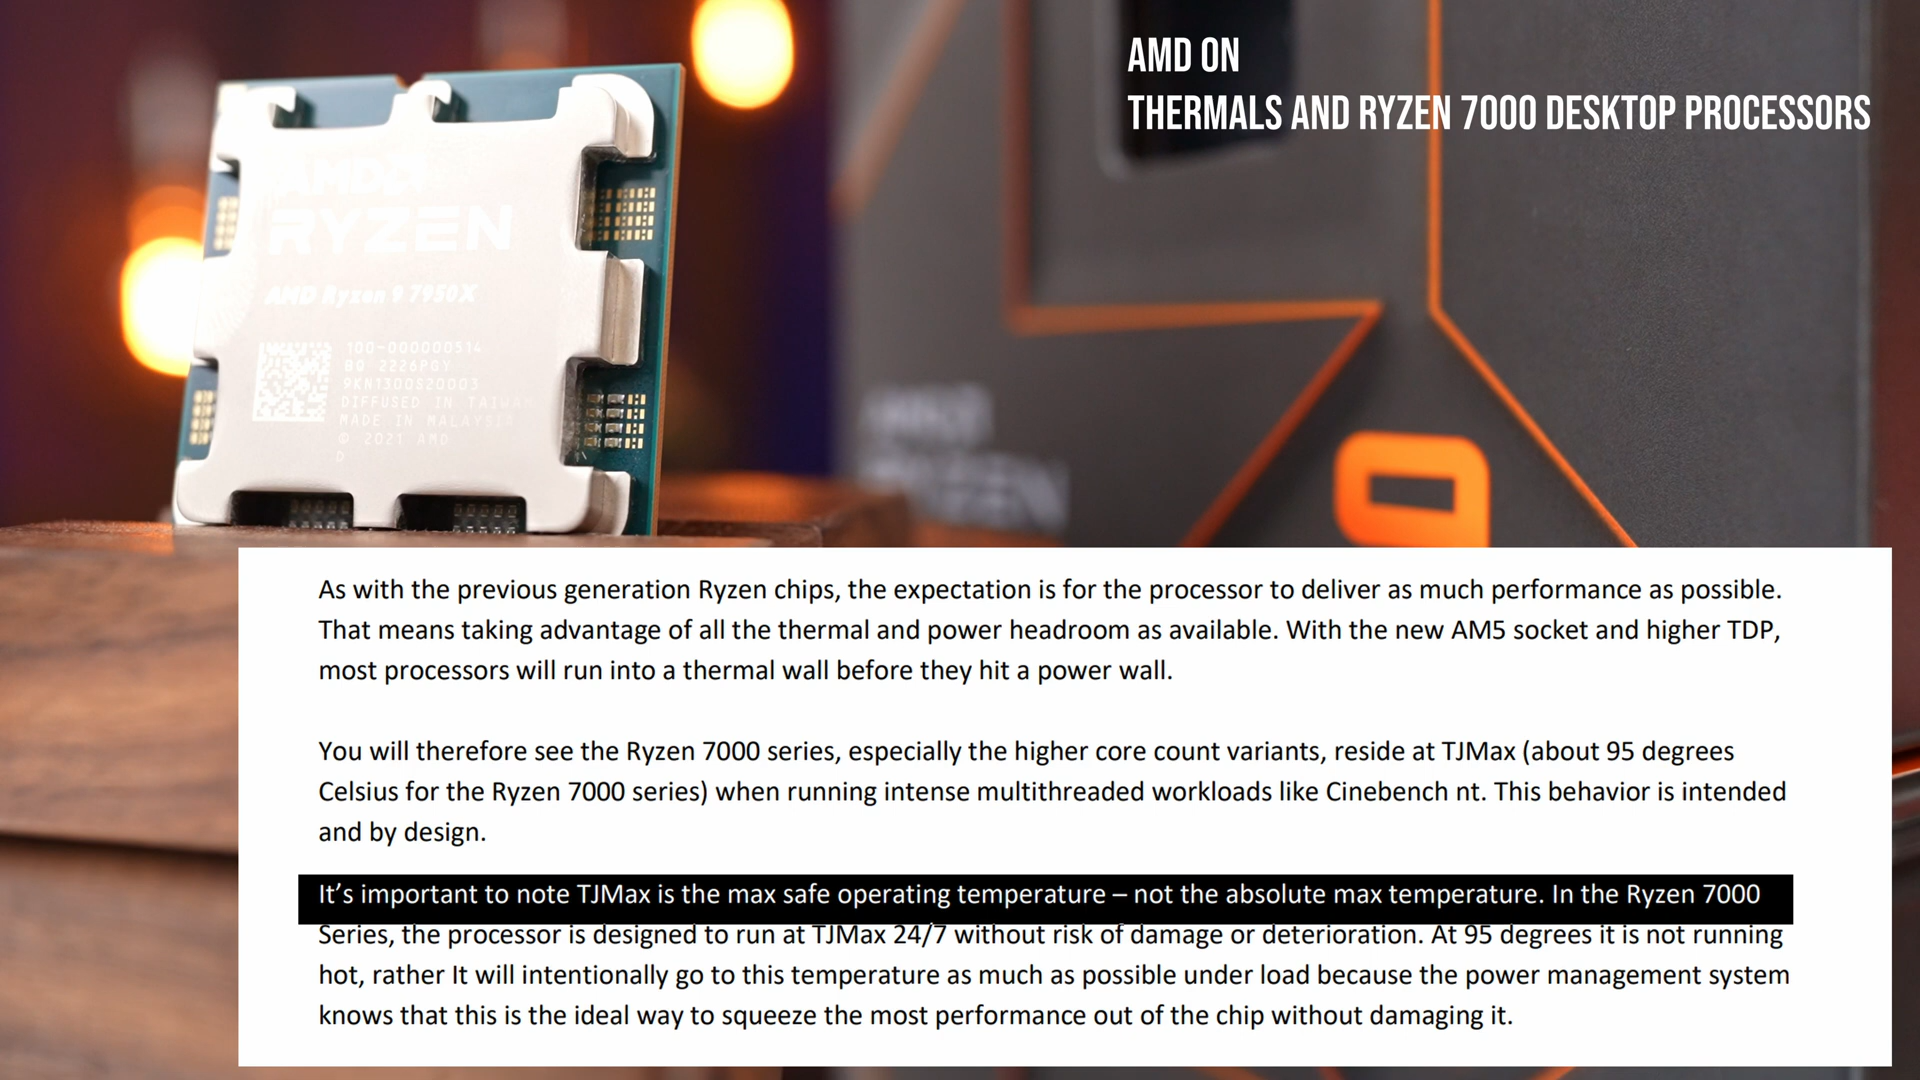 AMD ON
THERMALS AND RYZEN 7000 DESKTOP PROCESSORS
AMD
RYZEN
AMD Ryzen 9 7950X
100-000000514
BG 2226PGY
9KN1300S20003
DIFFUSED IN TAIWAN
MADE IN MALAYSIA
© 2021 AMD
D
AMD
RYZEN
9
As with the previous generation Ryzen chips, the expectation is for the processor to deliver as much performance as possible.
That means taking advantage of all the thermal and power headroom as available. With the new AM5 socket and higher TDP,
most processors will run into a thermal wall before they hit a power wall.
You will therefore see the Ryzen 7000 series, especially the higher core count variants, reside at TJMax (about 95 degrees
Celsius for the Ryzen 7000 series) when running intense multithreaded workloads like Cinebench nt. This behavior is intended
and by design.
It's important to note TJMax is the max safe operating temperature – not the absolute max temperature. In the Ryzen 7000
Series, the processor is designed to run at TJMax 24/7 without risk of damage or deterioration. At 95 degrees it is not running
hot, rather It will intentionally go to this temperature as much as possible under load because the power management system
knows that this is the ideal way to squeeze the most performance out of the chip without damaging it.